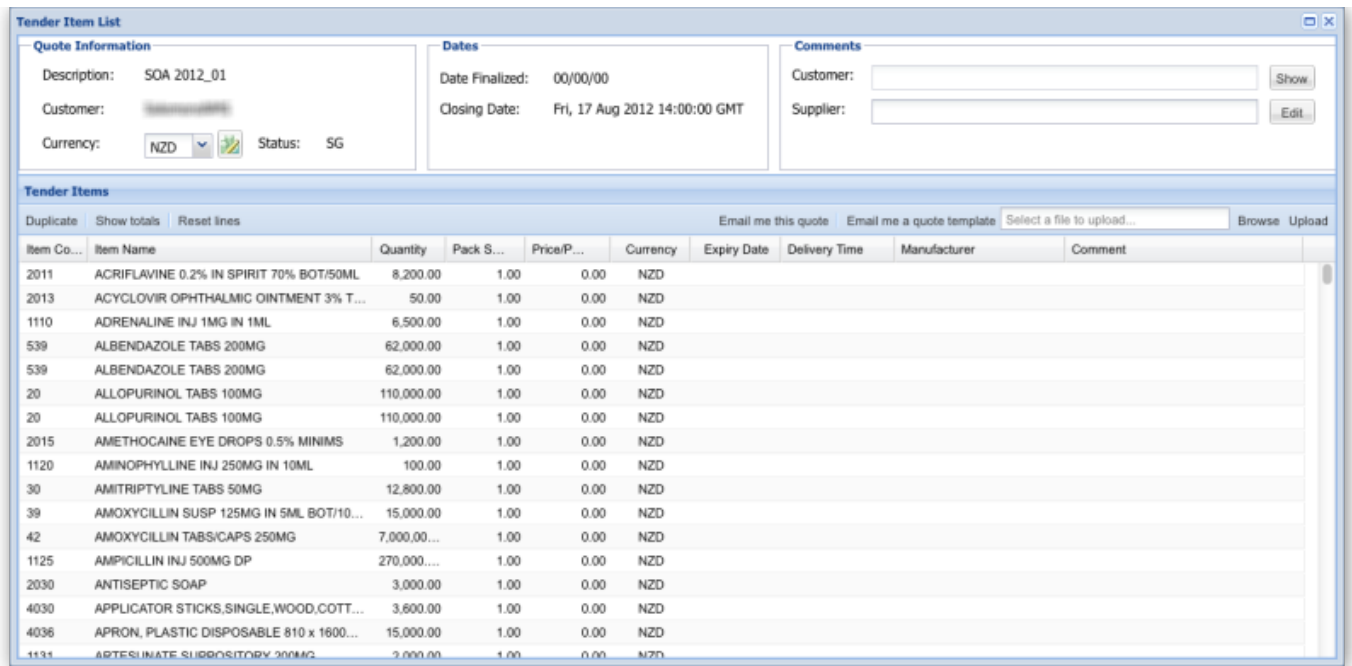 Tender Item List
Quote Information
Description: SOA 2012_01
Customer:
Currency: NZD Status: SG
Dates
Date Finalized: 00/00/00
Closing Date: Fri, 17 Aug 2012 14:00:00 GMT
Comments
Customer: Show
Supplier: Edit
Tender Items
Duplicate Show totals Reset lines Email me this quote Email me a quote template Select a file to upload... Browse Upload
Item Co... Item Name Quantity Pack S... Price/P... Currency Expiry Date Delivery Time Manufacturer Comment
2011 ACRIFLAVINE 0.2% IN SPIRIT 70% BOT/50ML 8,200.00 1.00 0.00 NZD
2013 ACYCLOVIR OPHTHALMIC OINTMENT 3% T... 50.00 1.00 0.00 NZD
1110 ADRENALINE INJ 1MG IN 1ML 6,500.00 1.00 0.00 NZD
539 ALBENDAZOLE TABS 200MG 62,000.00 1.00 0.00 NZD
539 ALBENDAZOLE TABS 200MG 62,000.00 1.00 0.00 NZD
20 ALLOPURINOL TABS 100MG 110,000.00 1.00 0.00 NZD
20 ALLOPURINOL TABS 100MG 110,000.00 1.00 0.00 NZD
2015 AMETHOCAINE EYE DROPS 0.5% MINIMS 1,200.00 1.00 0.00 NZD
1120 AMINOPHYLLINE INJ 250MG IN 10ML 100.00 1.00 0.00 NZD
30 AMITRIPTYLINE TABS 50MG 12,800.00 1.00 0.00 NZD
39 AMOXYCILLIN SUSP 125MG IN 5ML BOT/10... 15,000.00 1.00 0.00 NZD
42 AMOXYCILLIN TABS/CAPS 250MG 7,000,00... 1.00 0.00 NZD
1125 AMPICILLIN INJ 500MG DP 270,000.... 1.00 0.00 NZD
2030 ANTISEPTIC SOAP 3,000.00 1.00 0.00 NZD
4030 APPLICATOR STICKS,SINGLE,WOOD,COTT... 3,600.00 1.00 0.00 NZD
4036 APRON, PLASTIC DISPOSABLE 810 x 1600... 15,000.00 1.00 0.00 NZD
1131 ARTESUNATE SUPPOSITORY 200MG 2,000.00 1.00 0.00 NZD